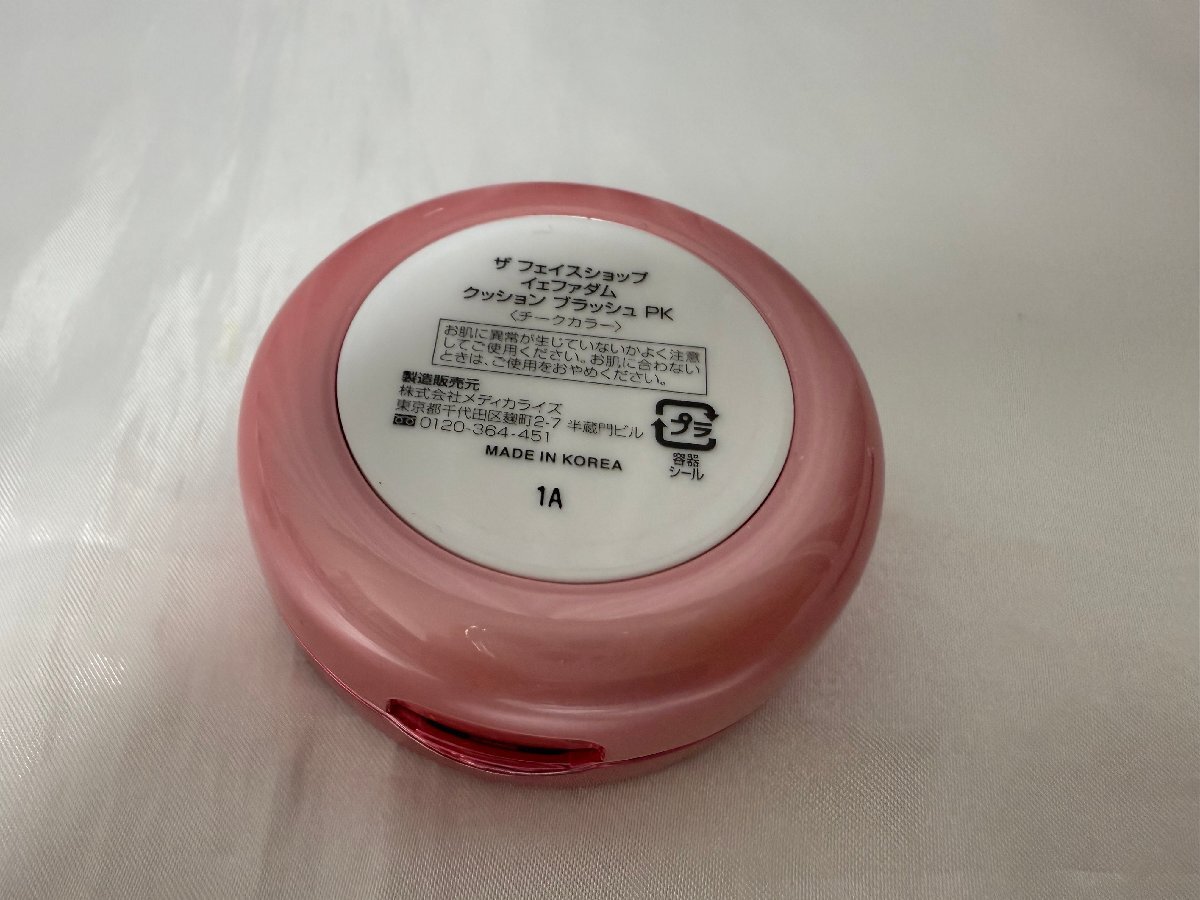 ザ フェイスショップ
イェファダム
クッション ブラッシュ PK
〈チークカラー〉
お肌に異常が生じていないかよく注意
してご使用ください。お肌に合わない
ときは、ご使用をおやめください。
製造販売元
株式会社メディカライズ
東京都千代田区麹町2-7 半蔵門ビル
0120-364-451
プラ
容器
シール
MADE IN KOREA
1A